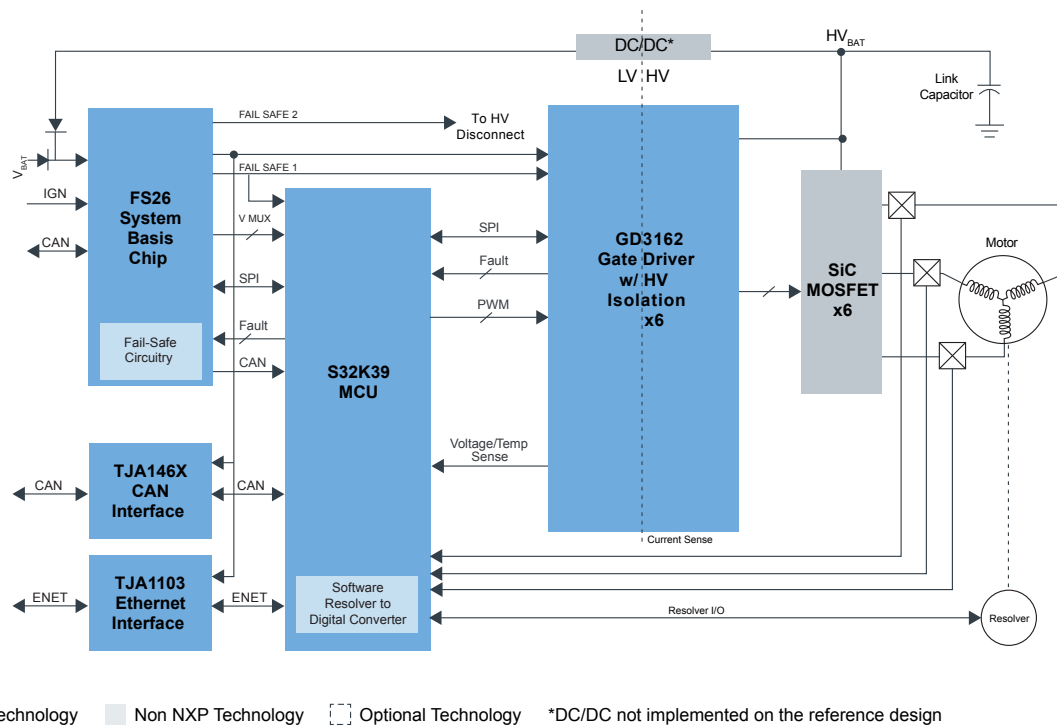 DC/DC*
HV BAT
LV HV
Link
Capacitor
FAIL SAFE 2
To HV
Disconnect
V BAT
FAIL SAFE 1
IGN
FS26
System
Basis
Chip
V MUX
CAN
SPI
Fault
Fail-Safe
Circuitry
CAN
S32K39
MCU
SPI
Fault
PWM
GD3162
Gate Driver
w/ HV
Isolation
x6
SiC
MOSFET
x6
Motor
Voltage/Temp
Sense
TJA146X
CAN
Interface
CAN
CAN
Current Sense
TJA1103
Ethernet
Interface
ENET
ENET
Software
Resolver to
Digital Converter
Resolver I/O
Resolver
echnology
Non NXP Technology
Optional Technology
*DC/DC not implemented on the reference design